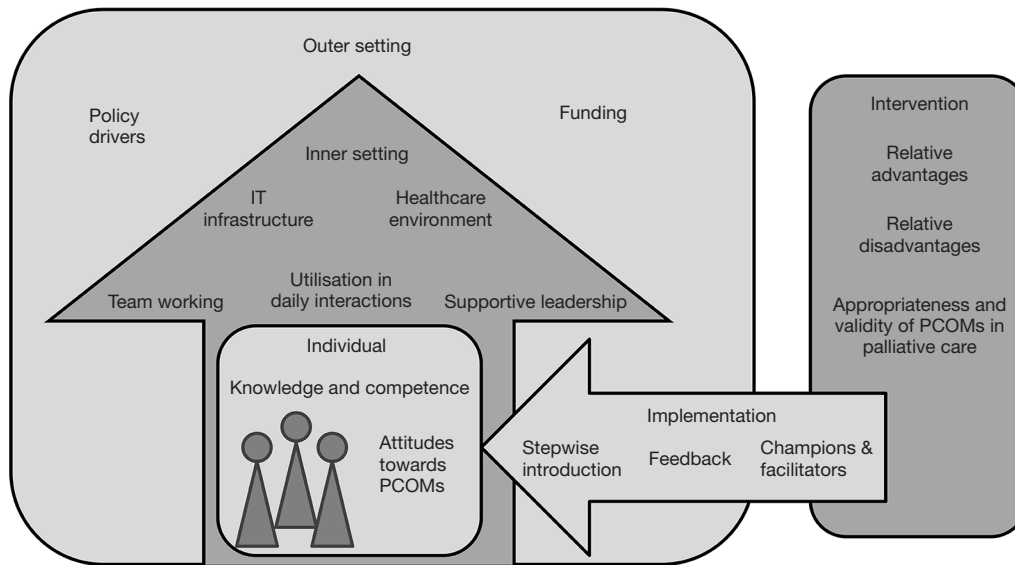 Outer setting
Policy
drivers
Funding
Inner setting
IT
infrastructure
Healthcare
environment
Team working
Utilisation in
daily interactions
Supportive leadership
Individual
Knowledge and competence
Attitudes
towards
PCOMs
Implementation
Stepwise
introduction
Feedback
Champions &
facilitators
Intervention
Relative
advantages
Relative
disadvantages
Appropriateness and
validity of PCOMs in
palliative care